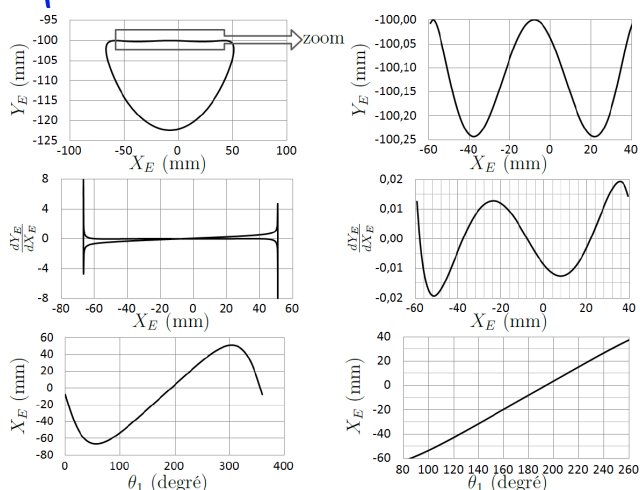 -95
-100
-105
-110
-115
-120
-125
-100 -50 0 50 100
Y_E (mm)
X_E (mm)
zoom
-100,00
-100,05
-100,10
-100,15
-100,20
-100,25
-60 -40 -20 0 20 40
Y_E (mm)
X_E (mm)
8
4
0
-4
-8
-80 -60 -40 -20 0 20 40 60
dY_E
dX_E
X_E (mm)
0,02
0,01
0,00
-0,01
-0,02
-60 -40 -20 0 20 40
dY_E
dX_E
X_E (mm)
60
40
20
0
-20
-40
-60
-80
0 100 200 300 400
X_E (mm)
θ_1 (degré)
40
20
0
-20
-40
-60
80 100 120 140 160 180 200 220 240 260
X_E (mm)
θ_1 (degré)